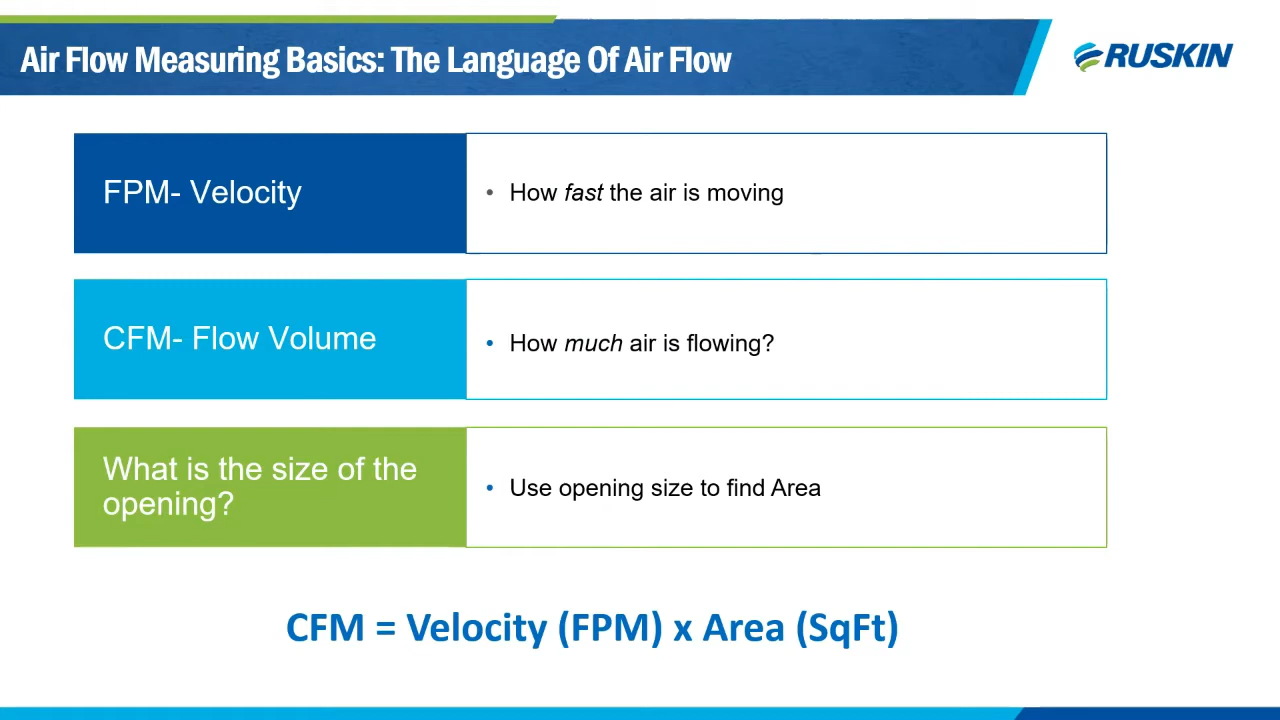 Air Flow Measuring Basics: The Language Of Air Flow
RUSKIN
FPM- Velocity
• How fast the air is moving
CFM- Flow Volume
• How much air is flowing?
What is the size of the
opening?
• Use opening size to find Area
CFM = Velocity (FPM) x Area (SqFt)